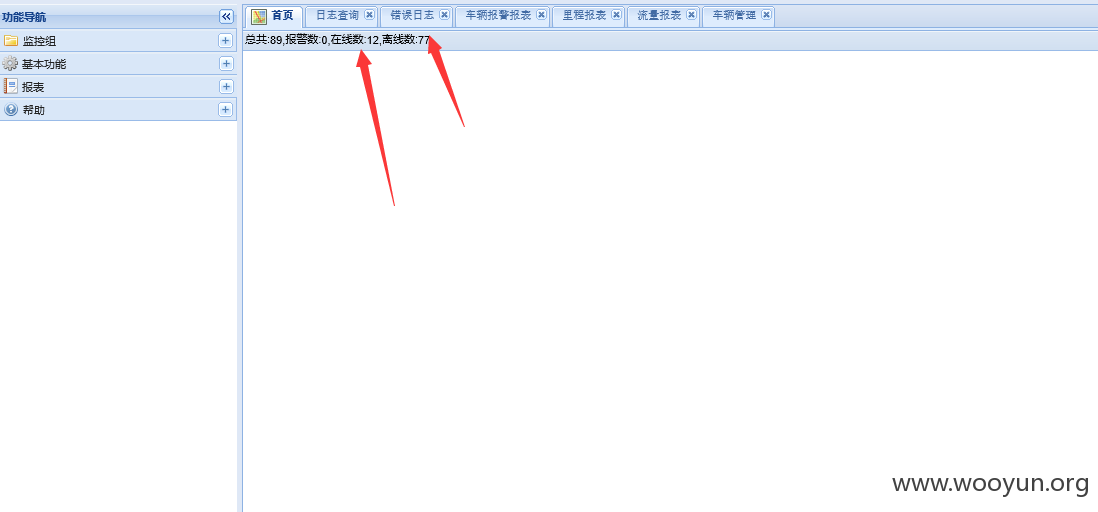 功能导航
监控组
基本功能
报表
帮助
首页 日志查询 错误日志 车辆报警报表 里程报表 流量报表 车辆管理
总共:89,报警数:0,在线数:12,离线数:77
www.wooyun.org